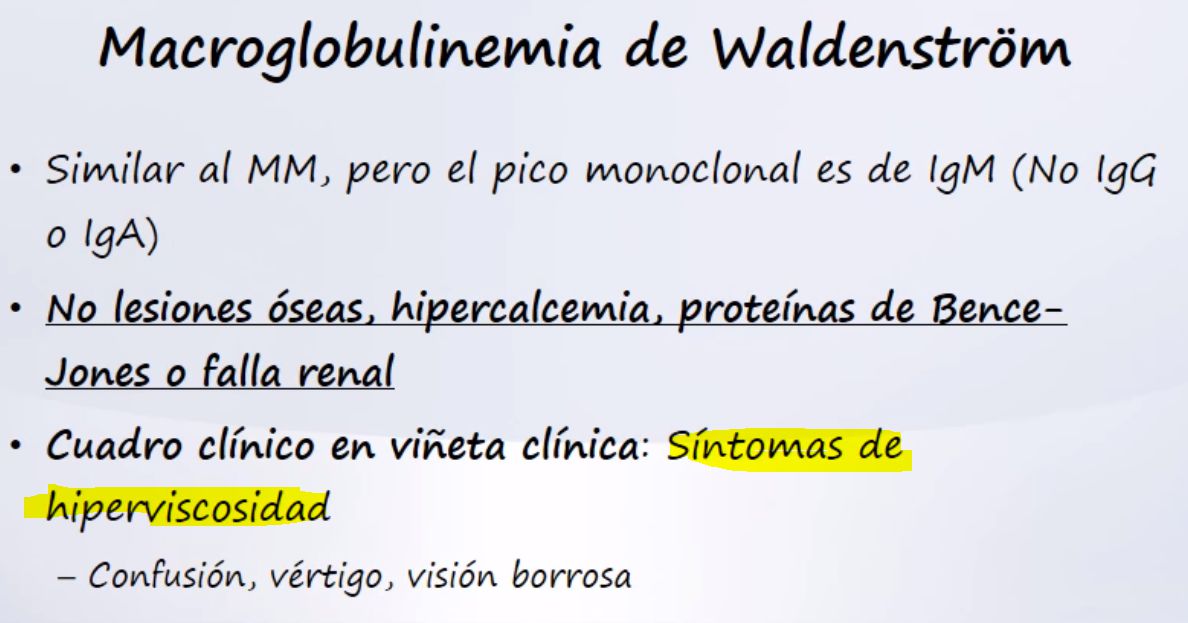 Macroglobulinemia de Waldenström
• Similar al MM, pero el pico monoclonal es de IgM (No IgG
o IgA)
• No lesiones óseas, hipercalcemia, proteínas de Bence-
Jones o falla renal
• Cuadro clínico en viñeta clínica: Síntomas de
hiperviscosidad
– Confusión, vértigo, visión borrosa